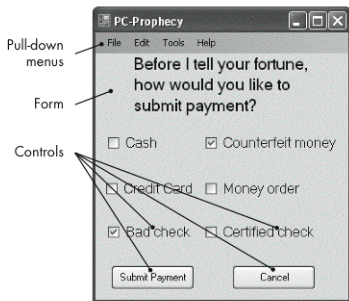 PC-Prophecy
File Edit Tools Help
Pull-down
menus
Before I tell your fortune,
how would you like to
submit payment?
Form
Cash Counterfeit money
Controls
Credit Card Money order
Bad check Certified check
Submit Payment Cancel